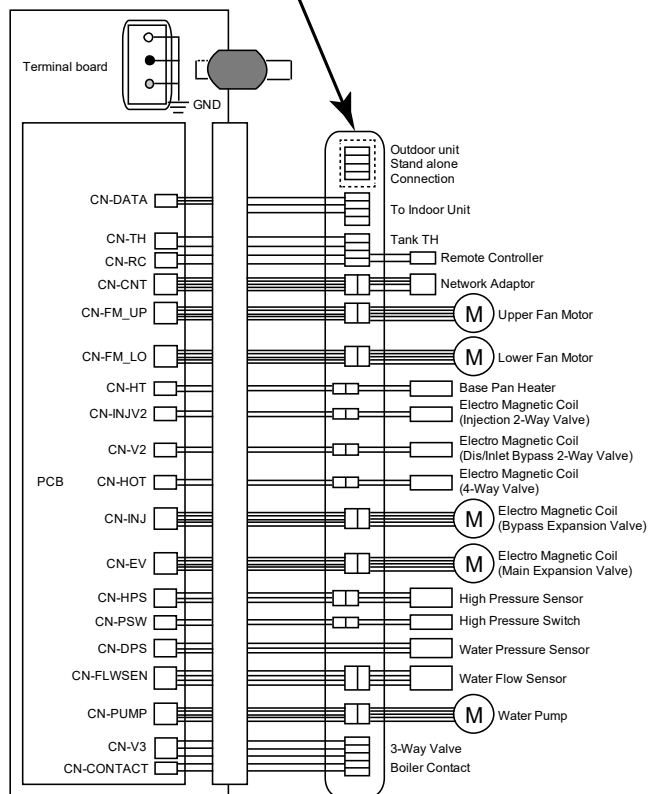 Terminal board
GND
Outdoor unit
Stand alone
Connection
CN-DATA
To Indoor Unit
CN-TH
Tank TH
CN-RC
Remote Controller
CN-CNT
Network Adaptor
CN-FM_UP
M
Upper Fan Motor
CN-FM_LO
M
Lower Fan Motor
CN-HT
Base Pan Heater
CN-INJV2
Electro Magnetic Coil
(Injection 2-Way Valve)
CN-V2
Electro Magnetic Coil
(Dis/Inlet Bypass 2-Way Valve)
PCB
CN-HOT
Electro Magnetic Coil
(4-Way Valve)
CN-INJ
M
Electro Magnetic Coil
(Bypass Expansion Valve)
CN-EV
M
Electro Magnetic Coil
(Main Expansion Valve)
CN-HPS
High Pressure Sensor
CN-PSW
High Pressure Switch
CN-DPS
Water Pressure Sensor
CN-FLWSEN
Water Flow Sensor
CN-PUMP
M
Water Pump
CN-V3
3-Way Valve
CN-CONTACT
Boiler Contact